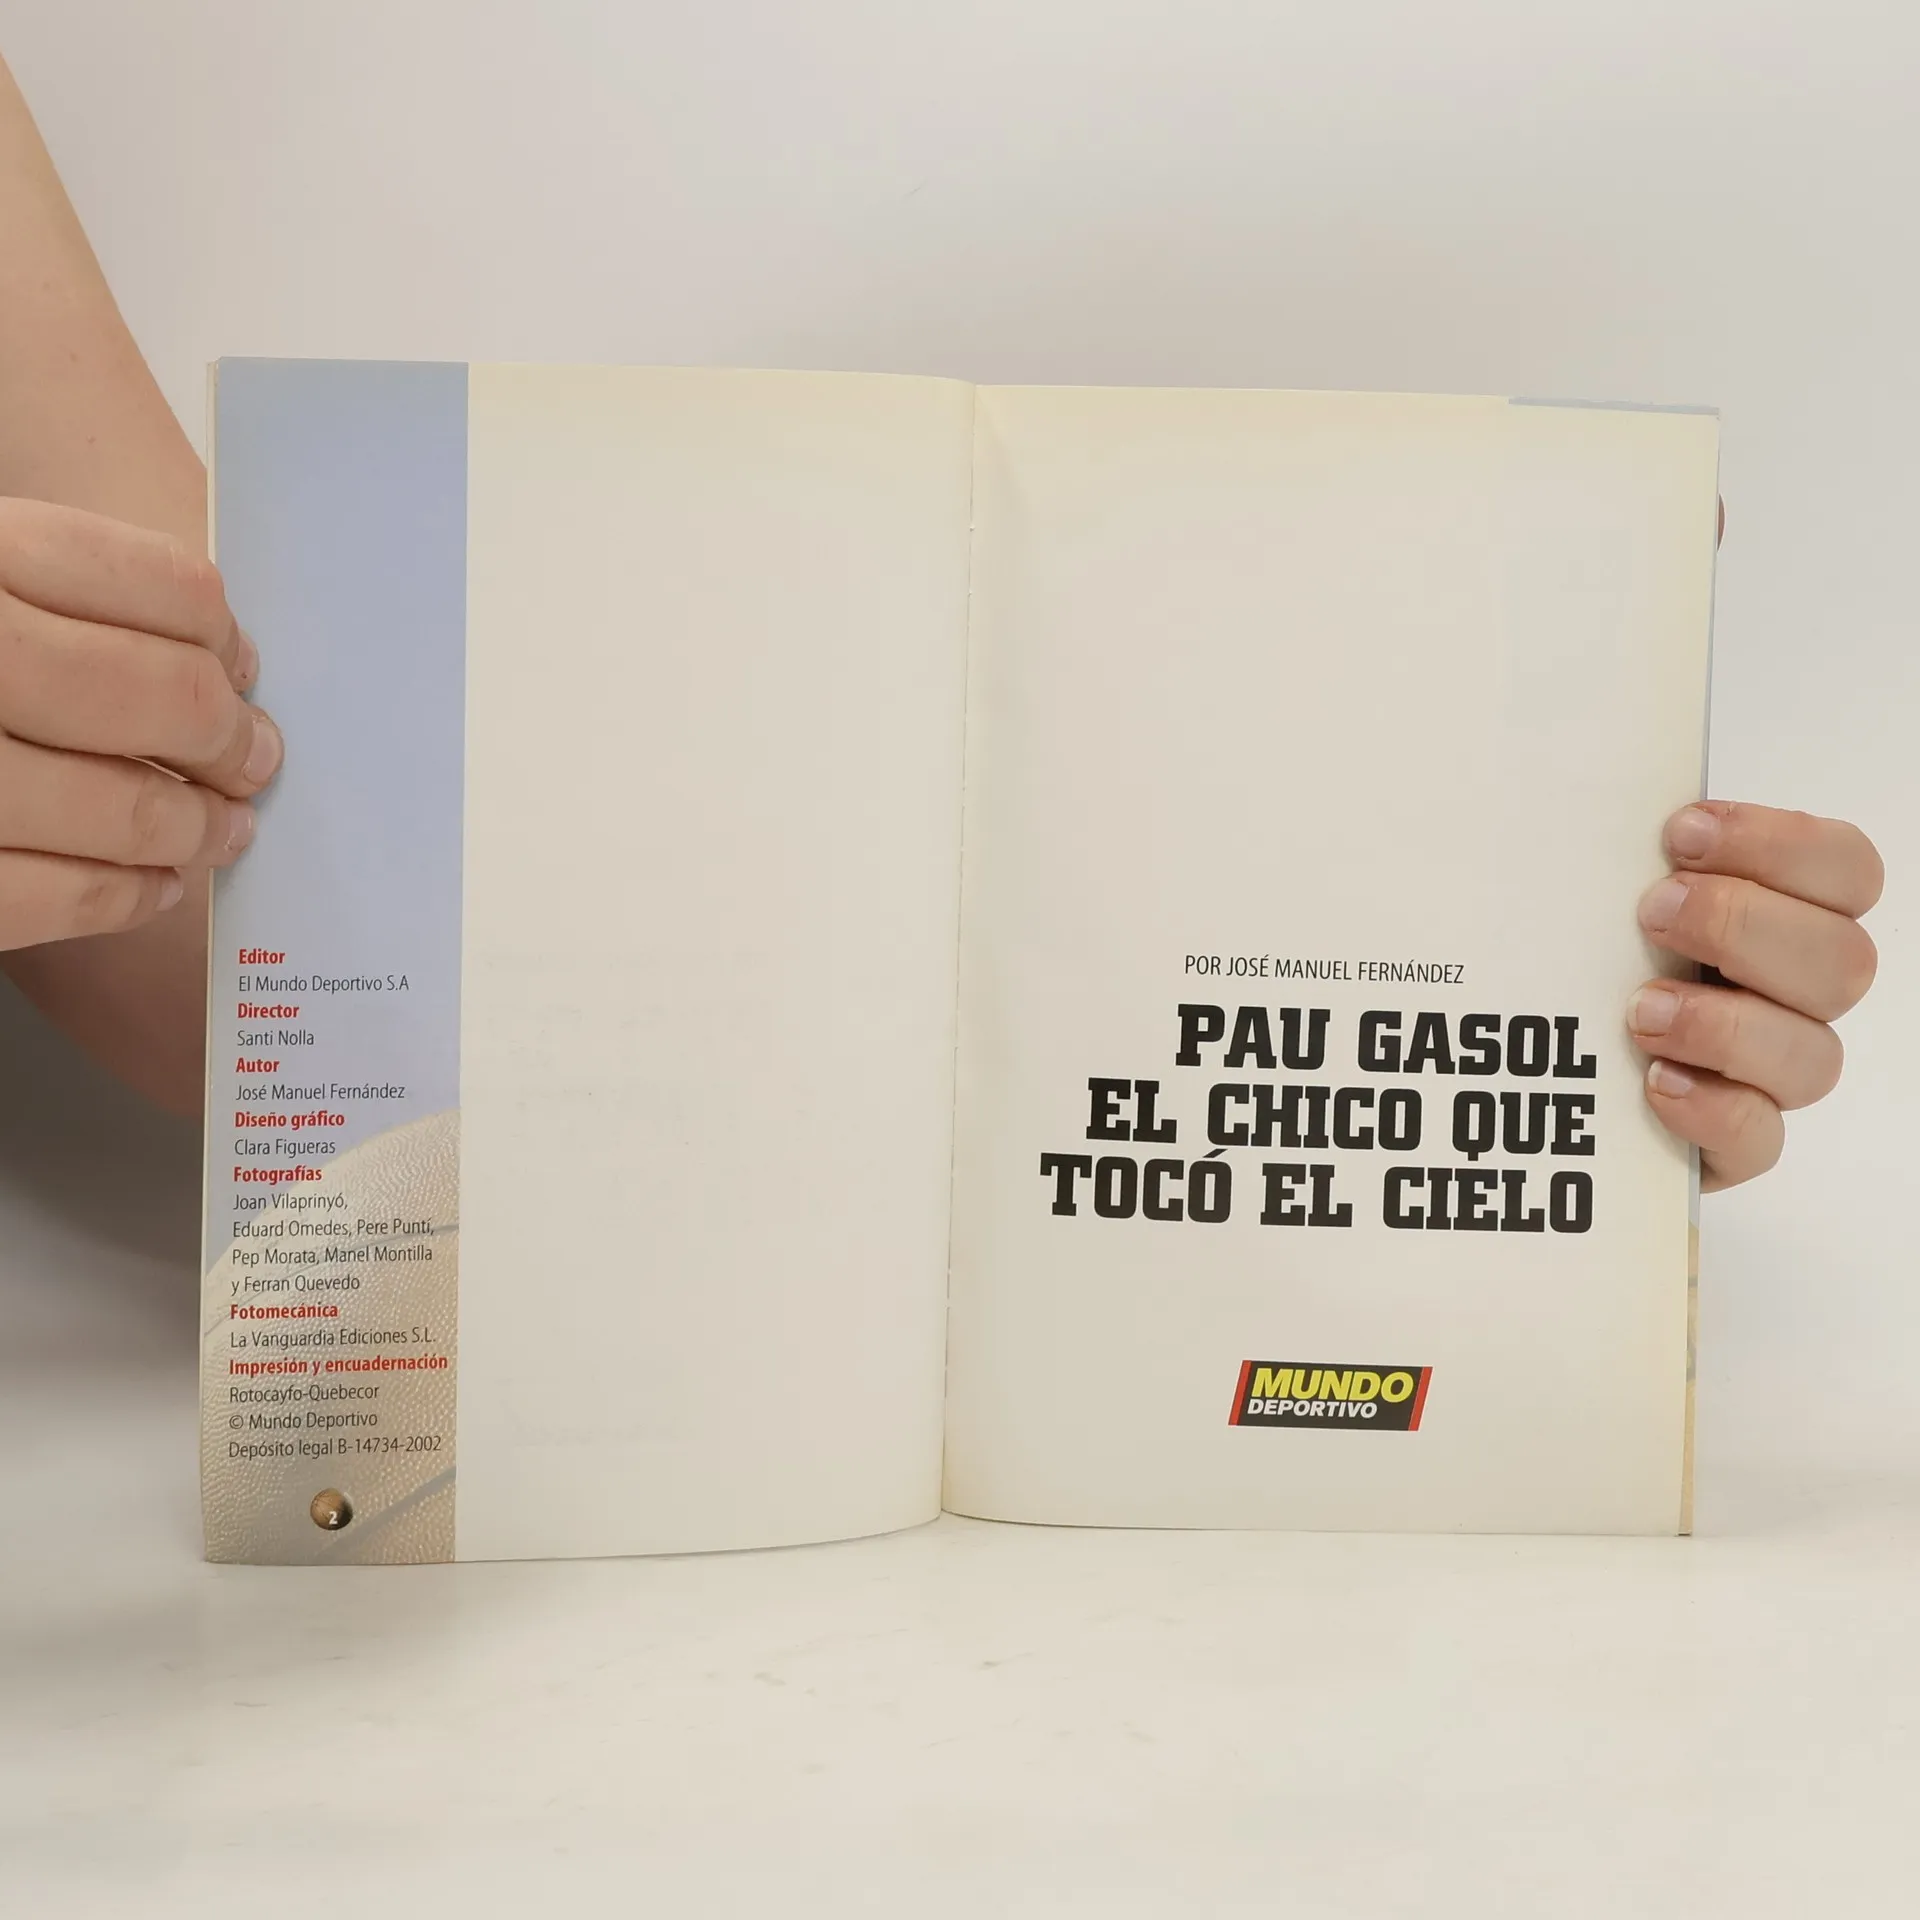 Editor
El Mundo Deportivo S.A
Director
Santi Nolla
Autor
José Manuel Fernández
Diseño gráfico
Clara Figueras
Fotografías
Joan Vilaprinyó,
Eduard Omedes, Pere Puntí,
Pep Morata, Manel Montilla
y Ferran Quevedo
Fotomecánica
La Vanguardia Ediciones S.L.
Impresión y encuadernación
Rotocayfo-Quebecor
© Mundo Deportivo
Depósito legal B-14734-2002
2
POR JOSÉ MANUEL FERNÁNDEZ
PAU GASOL
EL CHICO QUE
TOCÓ EL CIELO
MUNDO
DEPORTIVO